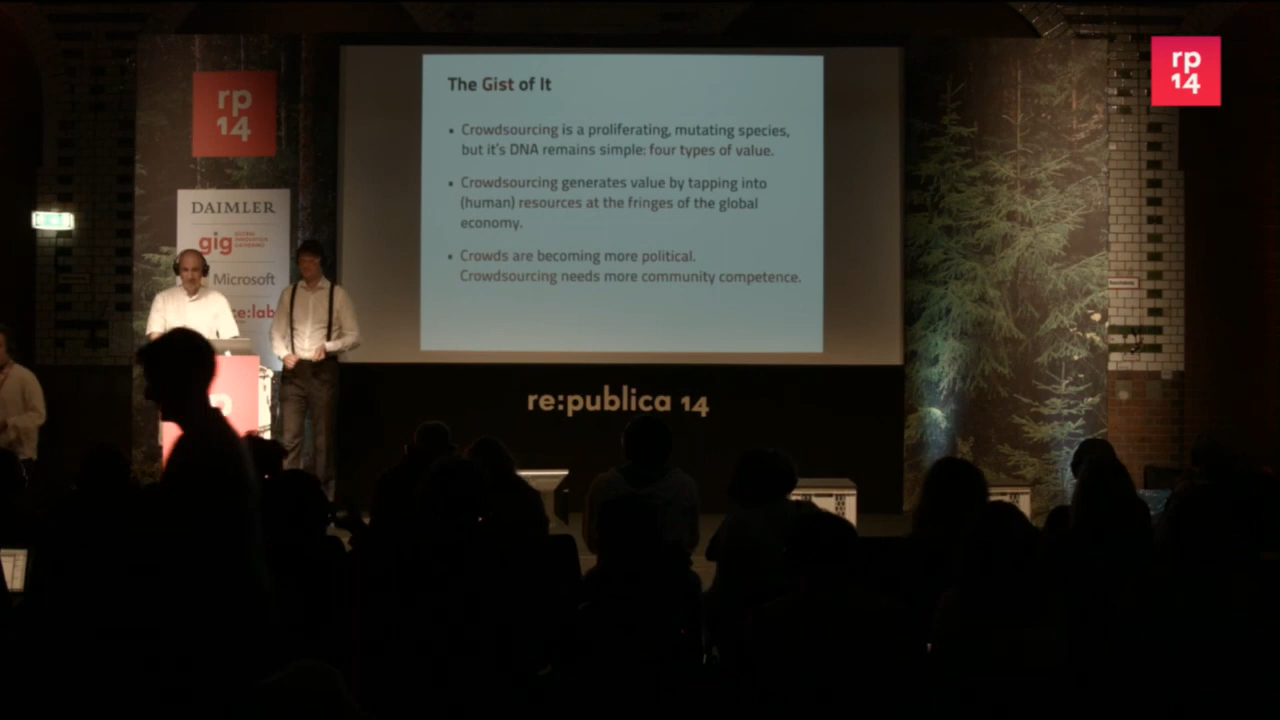 rp
14
rp
14
The Gist of It
▪ Crowdsourcing is a proliferating, mutating species,
but it's DNA remains simple: four types of value.
▪ Crowdsourcing generates value by tapping into
(human) resources at the fringes of the global
economy.
▪ Crowds are becoming more political.
Crowdsourcing needs more community competence.
DAIMLER
gig
Microsoft
e:lab
re:publica 14